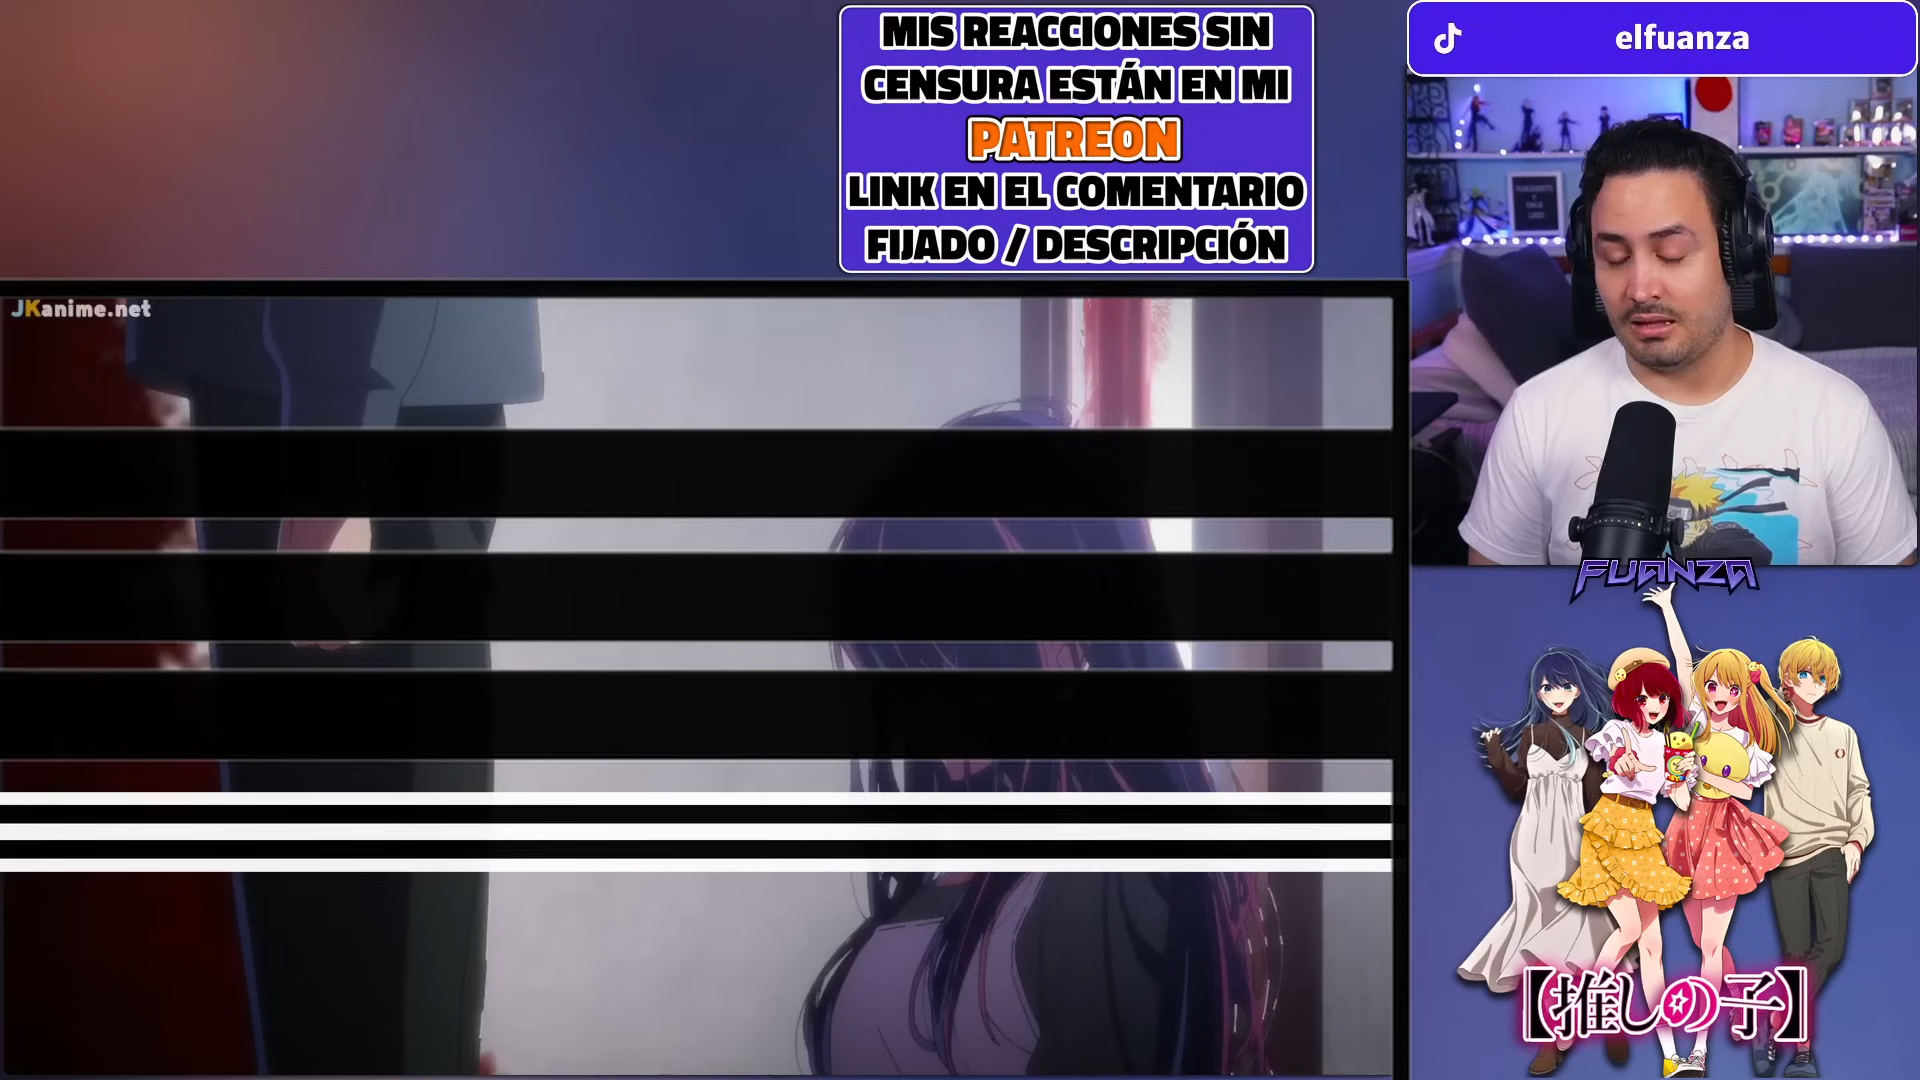 MIS REACCIONES SIN
CENSURA ESTÁN EN MI
PATREON
LINK EN EL COMENTARIO
FIJADO / DESCRIPCIÓN
elfuanza
JKanime.net
FUANZA
【推しの子】